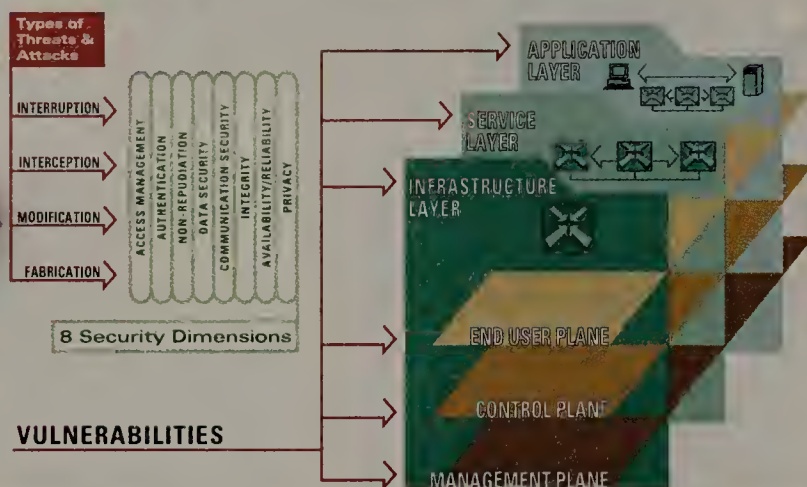 Types of
Threats &
Attacks
INTERRUPTION
INTERCEPTION
MODIFICATION
FABRICATION
ACCESS MANAGEMENT
AUTHENTICATION
NON-REPUDIATION
DATA SECURITY
COMMUNICATION SECURITY
INTEGRITY
AVAILABILITY/RELIABILITY
PRIVACY
8 Security Dimensions
VULNERABILITIES
APPLICATION
LAYER
SERVICE
LAYER
INFRASTRUCTURE
LAYER
END USER PLANE
CONTROL PLANE
MANAGEMENT PLANE